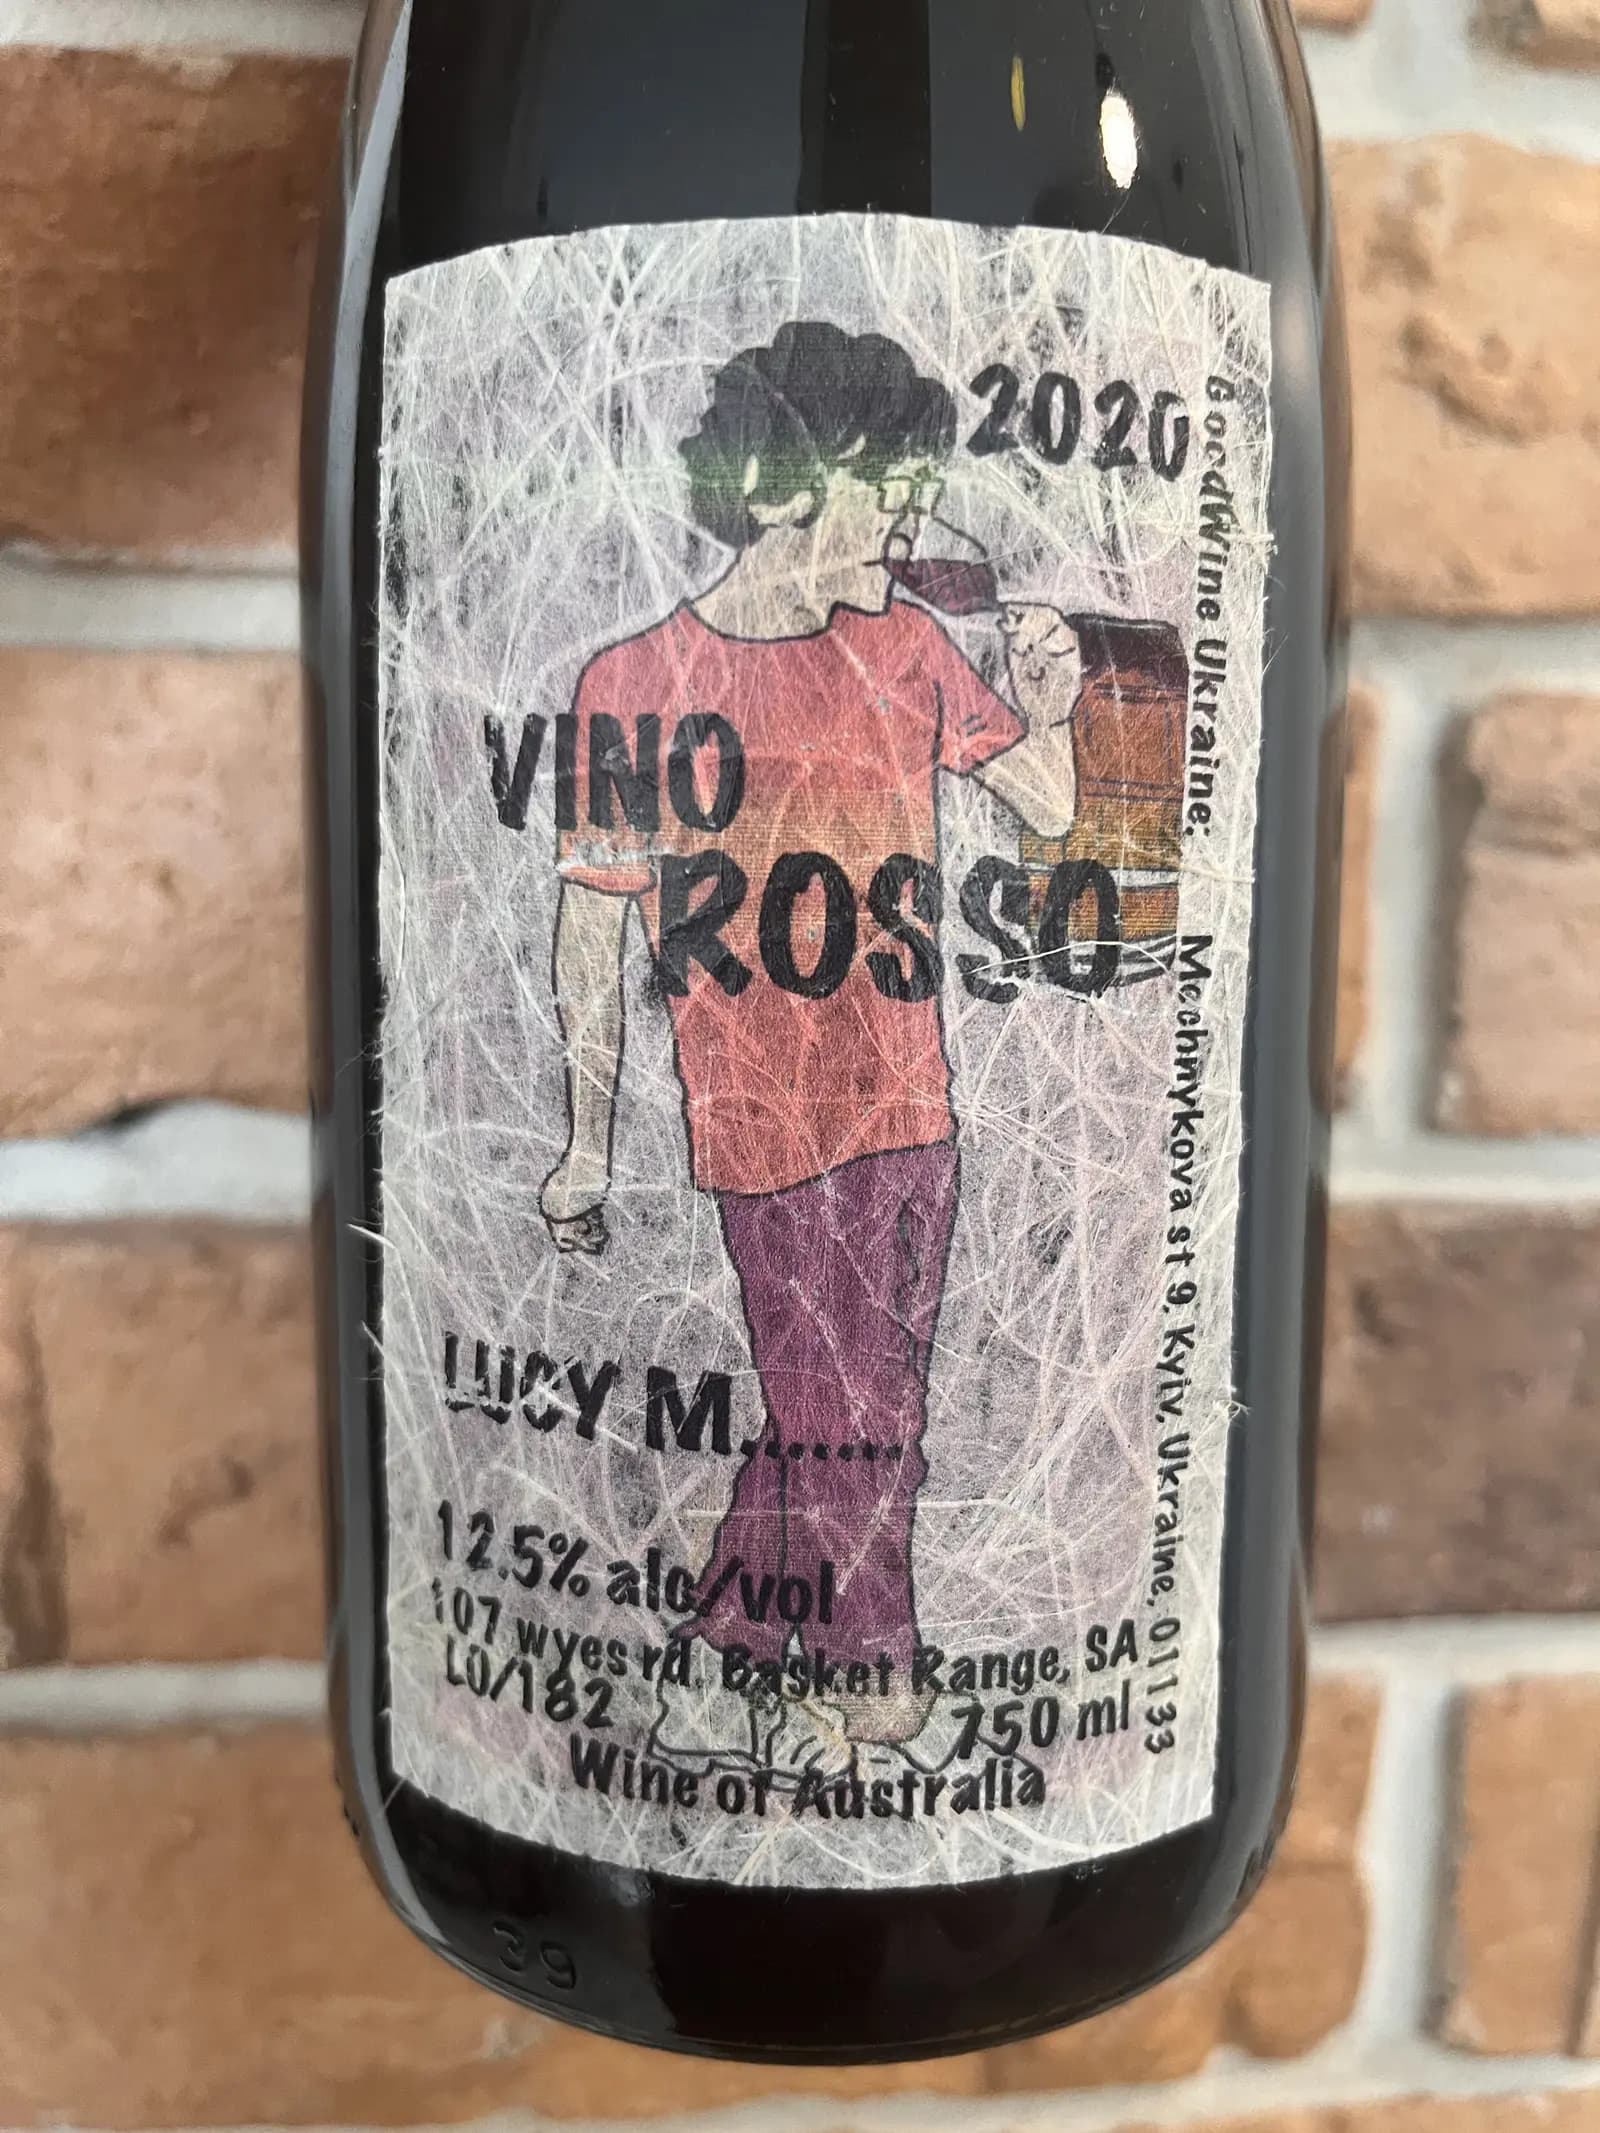 2020
VINO
ROSSO
LUCY M........
12.5% alc/vol
107 wyes rd. Basket Range, SA
LO/182
750 ml
Wine of Australia
GoodWine Ukraine:
Mechnykova st 9, Kyiv, Ukraine, 01133
39